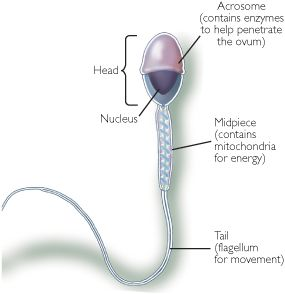 Acrosome
(contains enzymes
to help penetrate
the ovum)
Head
Nucleus
Midpiece
(contains
mitochondria
for energy)
Tail
(flagellum
for movement)